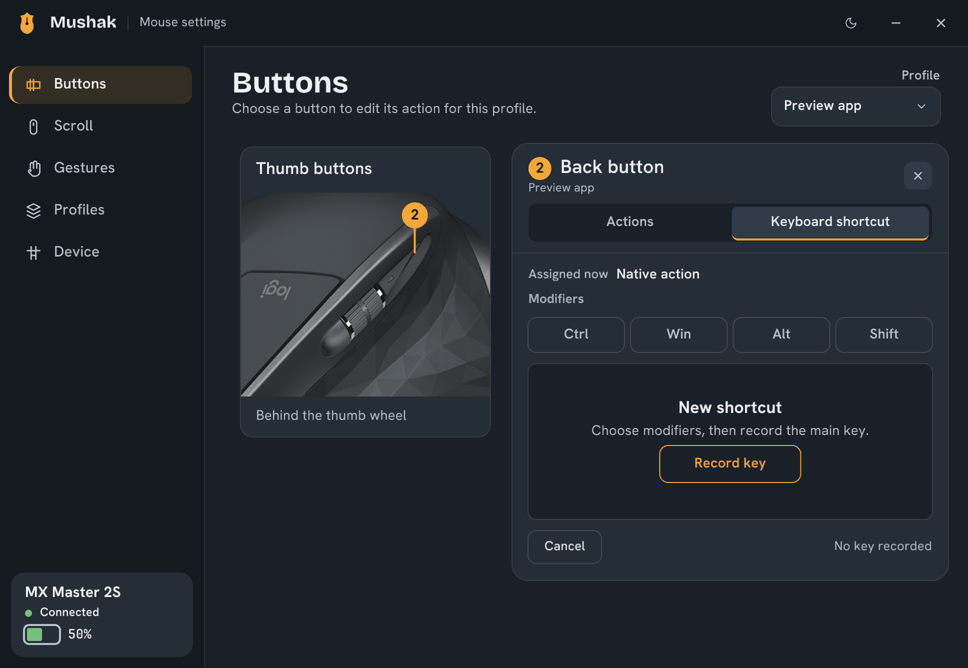 Mushak
Mouse settings
Buttons
Scroll
Gestures
Profiles
Device
MX Master 2S
Connected
50%
Buttons
Choose a button to edit its action for this profile.
Profile
Preview app
Thumb buttons
2
logi
Behind the thumb wheel
2 Back button
Preview app
Actions
Keyboard shortcut
Assigned now Native action
Modifiers
Ctrl
Win
Alt
Shift
New shortcut
Choose modifiers, then record the main key.
Record key
Cancel
No key recorded